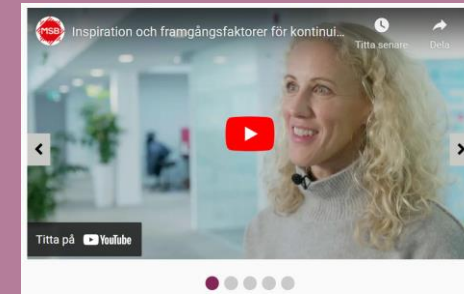 MSB
Inspiration och framgångsfaktorer för kontinui...
Titta senare
Dela
Titta på YouTube